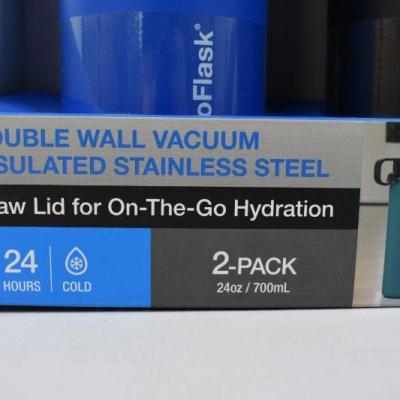 oFlask®
OUBLE WALL VACUUM
SULATED STAINLESS STEEL
aw Lid for On-The-Go Hydration
24
HOURS
COLD
2-PACK
24oz / 700mL